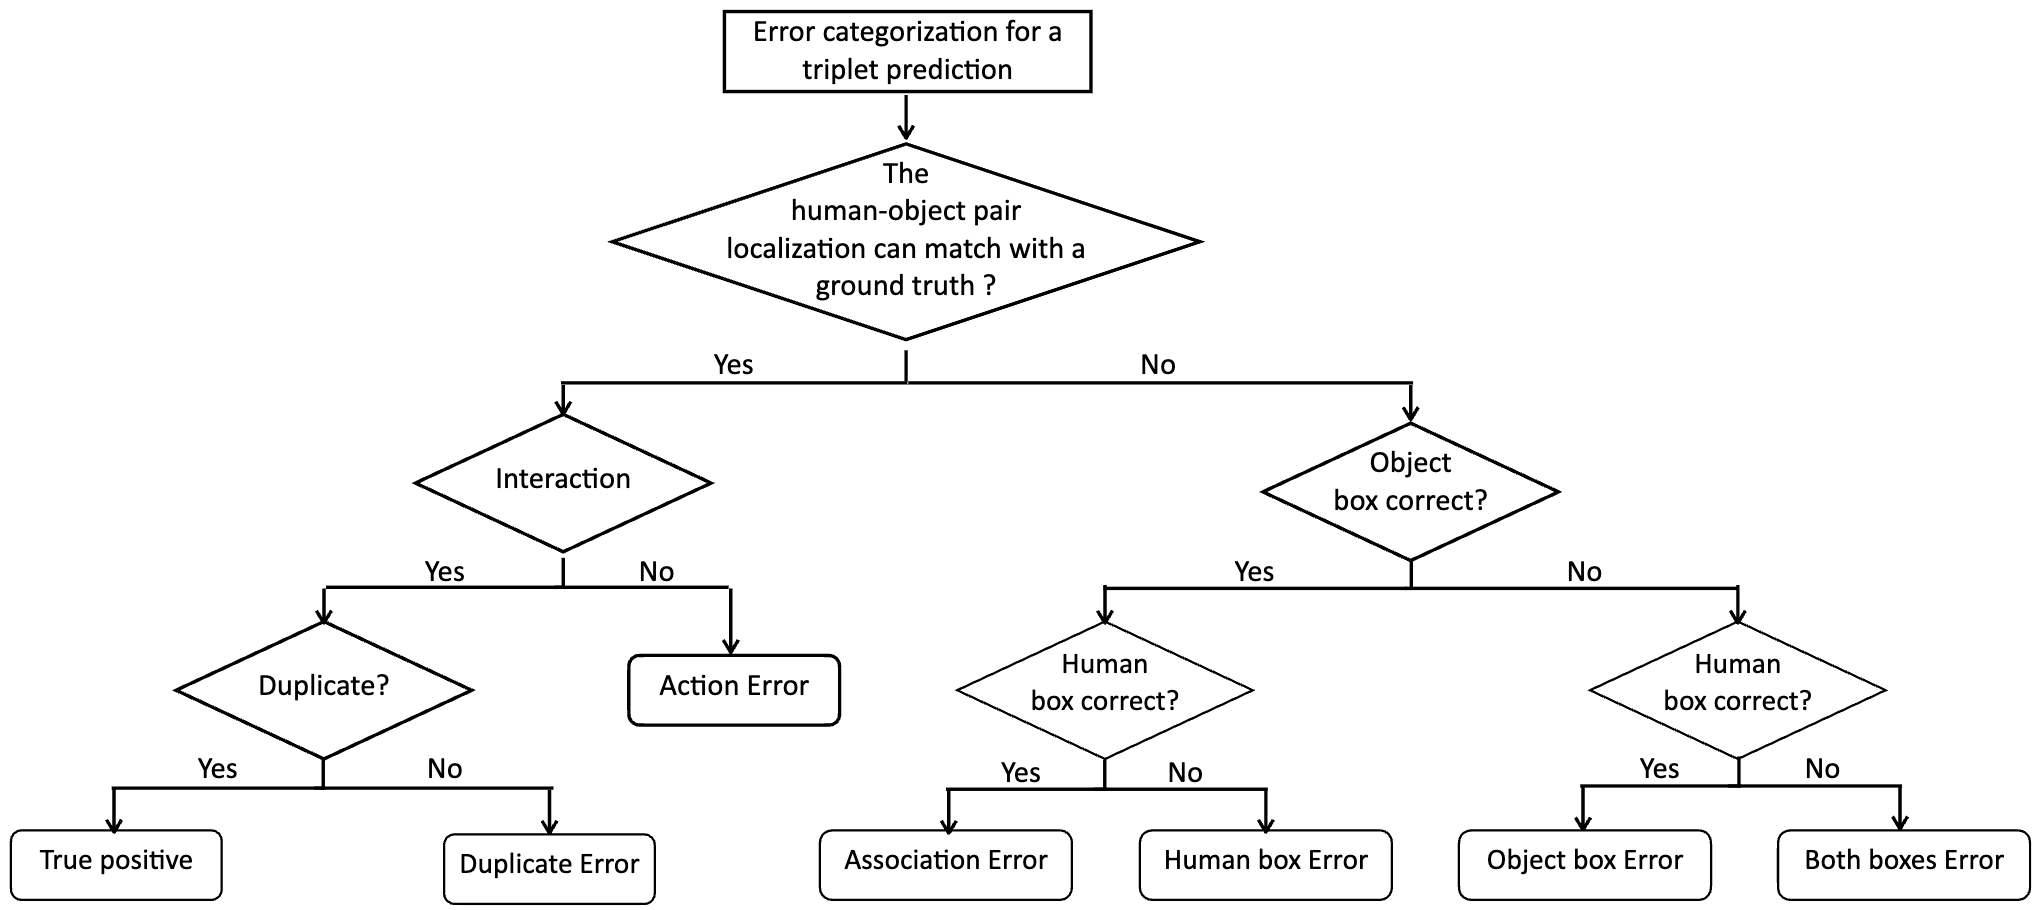 Error categorization for a
triplet prediction
The
human-object pair
localization can match with a
ground truth ?
Yes
No
Interaction
Object
box correct?
Yes
No
Yes
No
Duplicate?
Action Error
Human
box correct?
Human
box correct?
Yes
No
Yes
No
Yes
No
True positive
Duplicate Error
Association Error
Human box Error
Object box Error
Both boxes Error